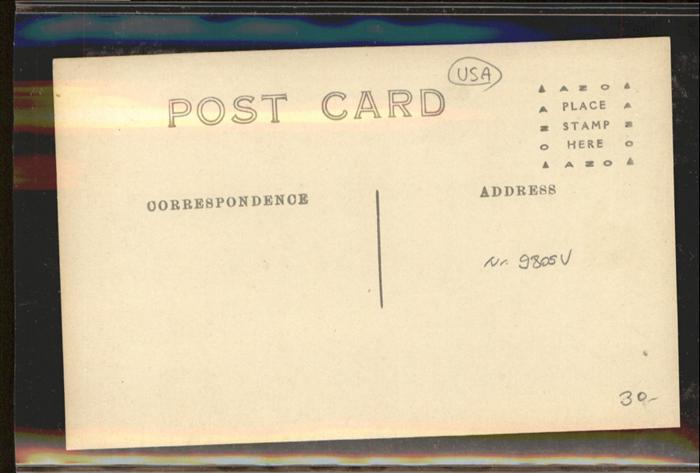 USA
POST CARD
AZO
PLACE
STAMP
HERE
AZO
CORRESPONDENCE
ADDRESS
Nr. 9805V
30-